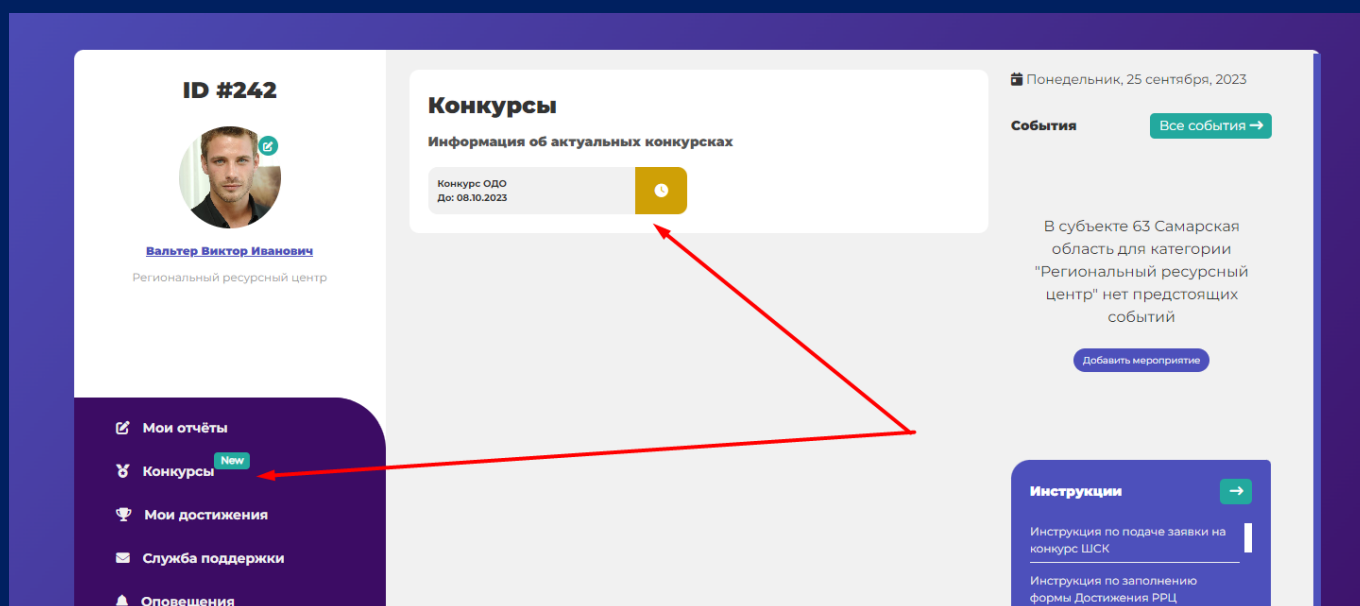 ID #242
Вальтер Виктор Иванович
Региональный ресурсный центр
Мои отчёты
Конкурсы New
Мои достижения
Служба поддержки
Оповещения
Конкурсы
Информация об актуальных конкурсах
Конкурс ОДО
До: 08.10.2023
Понедельник, 25 сентября, 2023
События
Все события →
В субъекте 63 Самарская
область для категории
"Региональный ресурсный
центр" нет предстоящих
событий
Добавить мероприятие
Инструкции
Инструкция по подаче заявки на
конкурс ШСК
Инструкция по заполнению
формы Достижения РРЦ